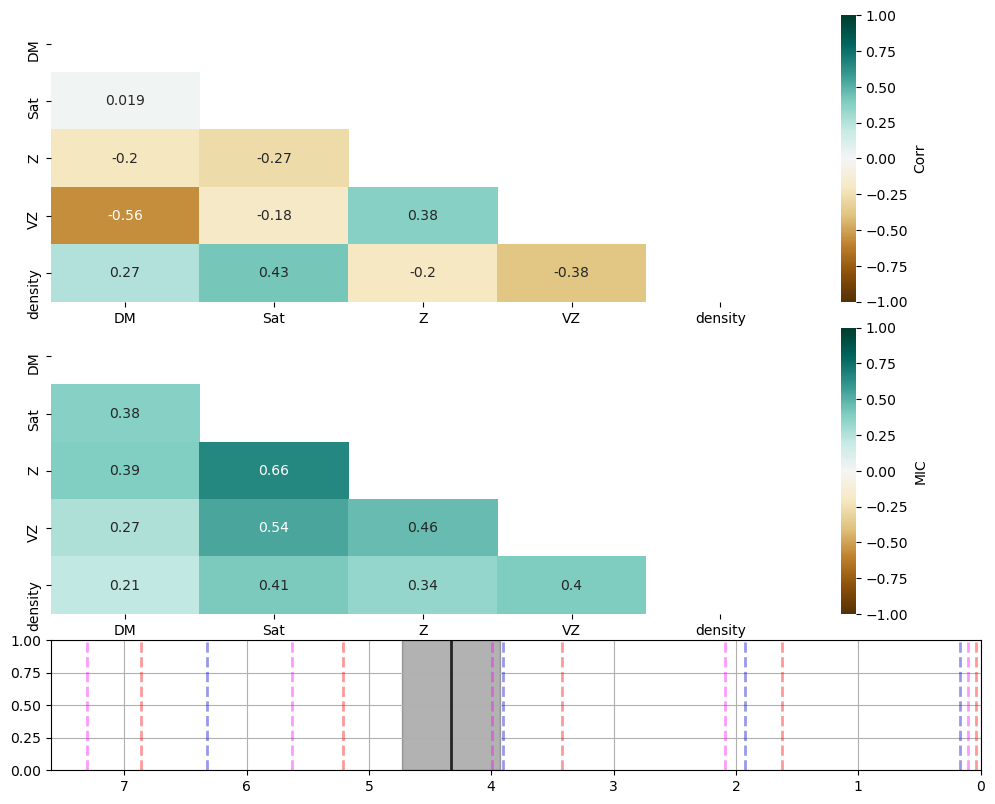 DM
Sat 0.019
Z -0.2 -0.27
VZ -0.56 -0.18 0.38
density 0.27 0.43 -0.2 -0.38
DM Sat Z VZ density
1.00
0.75
0.50
0.25
0.00
−0.25
−0.50
−0.75
−1.00
Corr
DM
Sat 0.38
Z 0.39 0.66
VZ 0.27 0.54 0.46
density 0.21 0.41 0.34 0.4
DM Sat Z VZ density
1.00
0.75
0.50
0.25
0.00
−0.25
−0.50
−0.75
−1.00
MIC
1.00
0.75
0.50
0.25
0.00
7 6 5 4 3 2 1 0